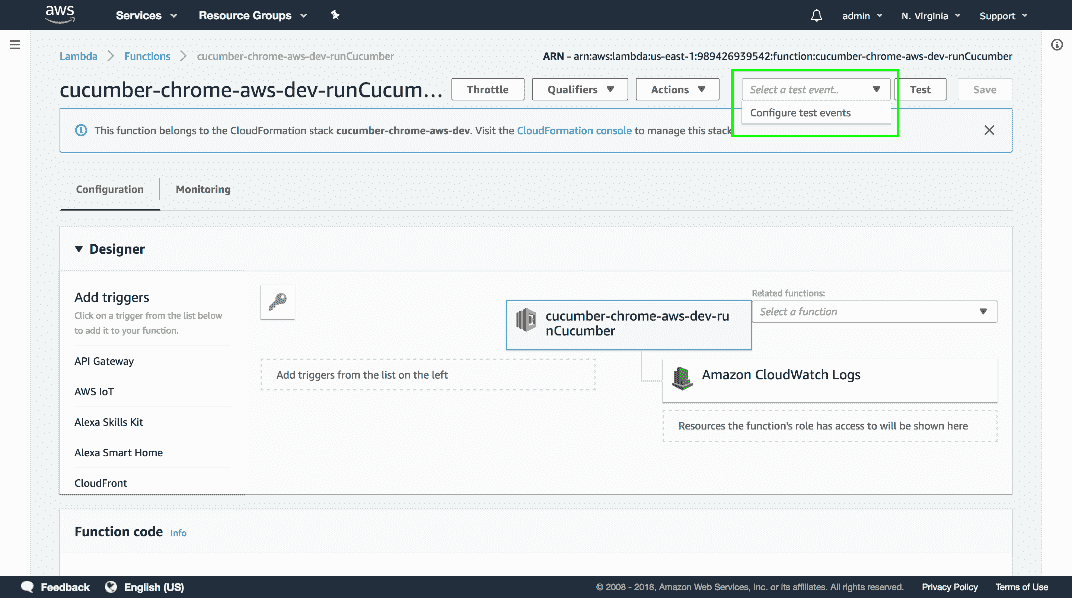 aws
Services
Resource Groups
admin
N. Virginia
Support
Lambda
Functions
cucumber-chrome-aws-dev-runCucumber
ARN - arn:aws:lambda:us-east-1:989426939542:function:cucumber-chrome-aws-dev-runCucumber
cucumber-chrome-aws-dev-runCucum...
Throttle
Qualifiers
Actions
Select a test event..
Test
Save
Configure test events
This function belongs to the CloudFormation stack cucumber-chrome-aws-dev. Visit the CloudFormation console to manage this stack
Configuration
Monitoring
Designer
Add triggers
Click on a trigger from the list below
to add it to your function.
API Gateway
AWS IoT
Alexa Skills Kit
Alexa Smart Home
CloudFront
Add triggers from the list on the left
cucumber-chrome-aws-dev-ru
nCucumber
Related functions:
Select a function
Amazon CloudWatch Logs
Resources the function's role has access to will be shown here
Function code
Info
Feedback
English (US)
© 2008 - 2018, Amazon Web Services, Inc. or its affiliates. All rights reserved.
Privacy Policy
Terms of Use